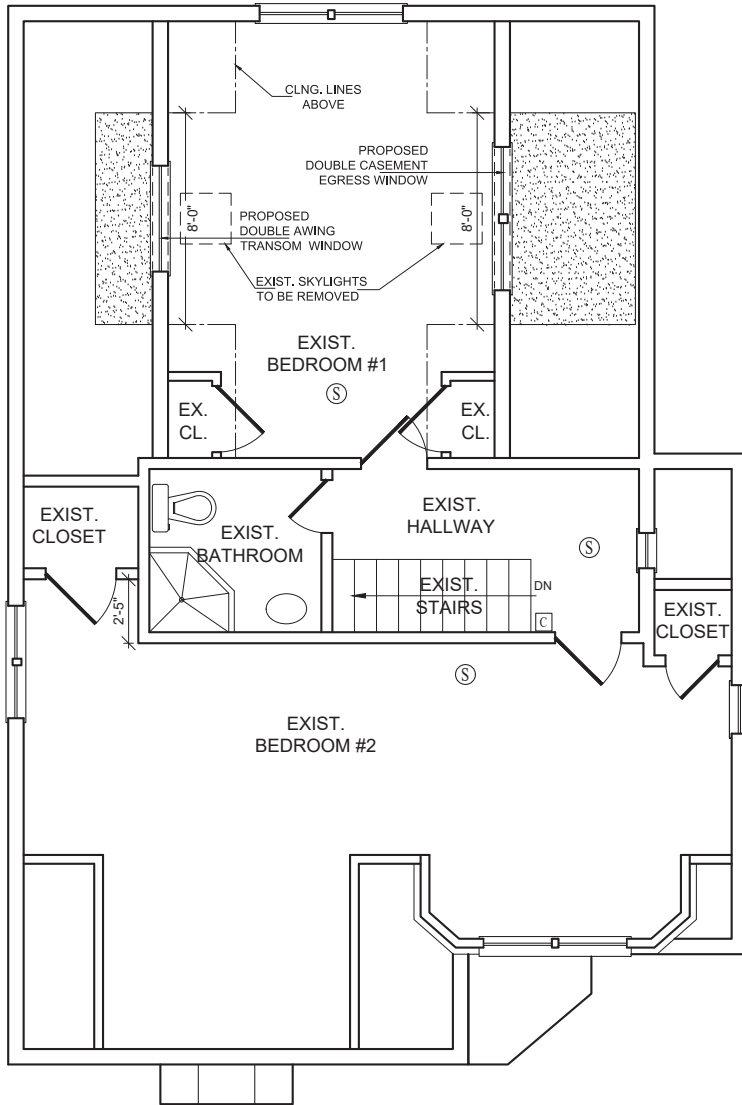 CLNG. LINES
ABOVE
PROPOSED
DOUBLE CASEMENT
EGRESS WINDOW
8'-0"
8'-0"
PROPOSED
DOUBLE AWING
TRANSOM WINDOW
EXIST. SKYLIGHTS
TO BE REMOVED
EXIST.
BEDROOM #1
S
EX.
CL.
EX.
CL.
EXIST.
CLOSET
EXIST.
BATHROOM
EXIST.
HALLWAY
S
EXIST.
STAIRS
DN
C
2'-5"
EXIST.
CLOSET
S
EXIST.
BEDROOM #2